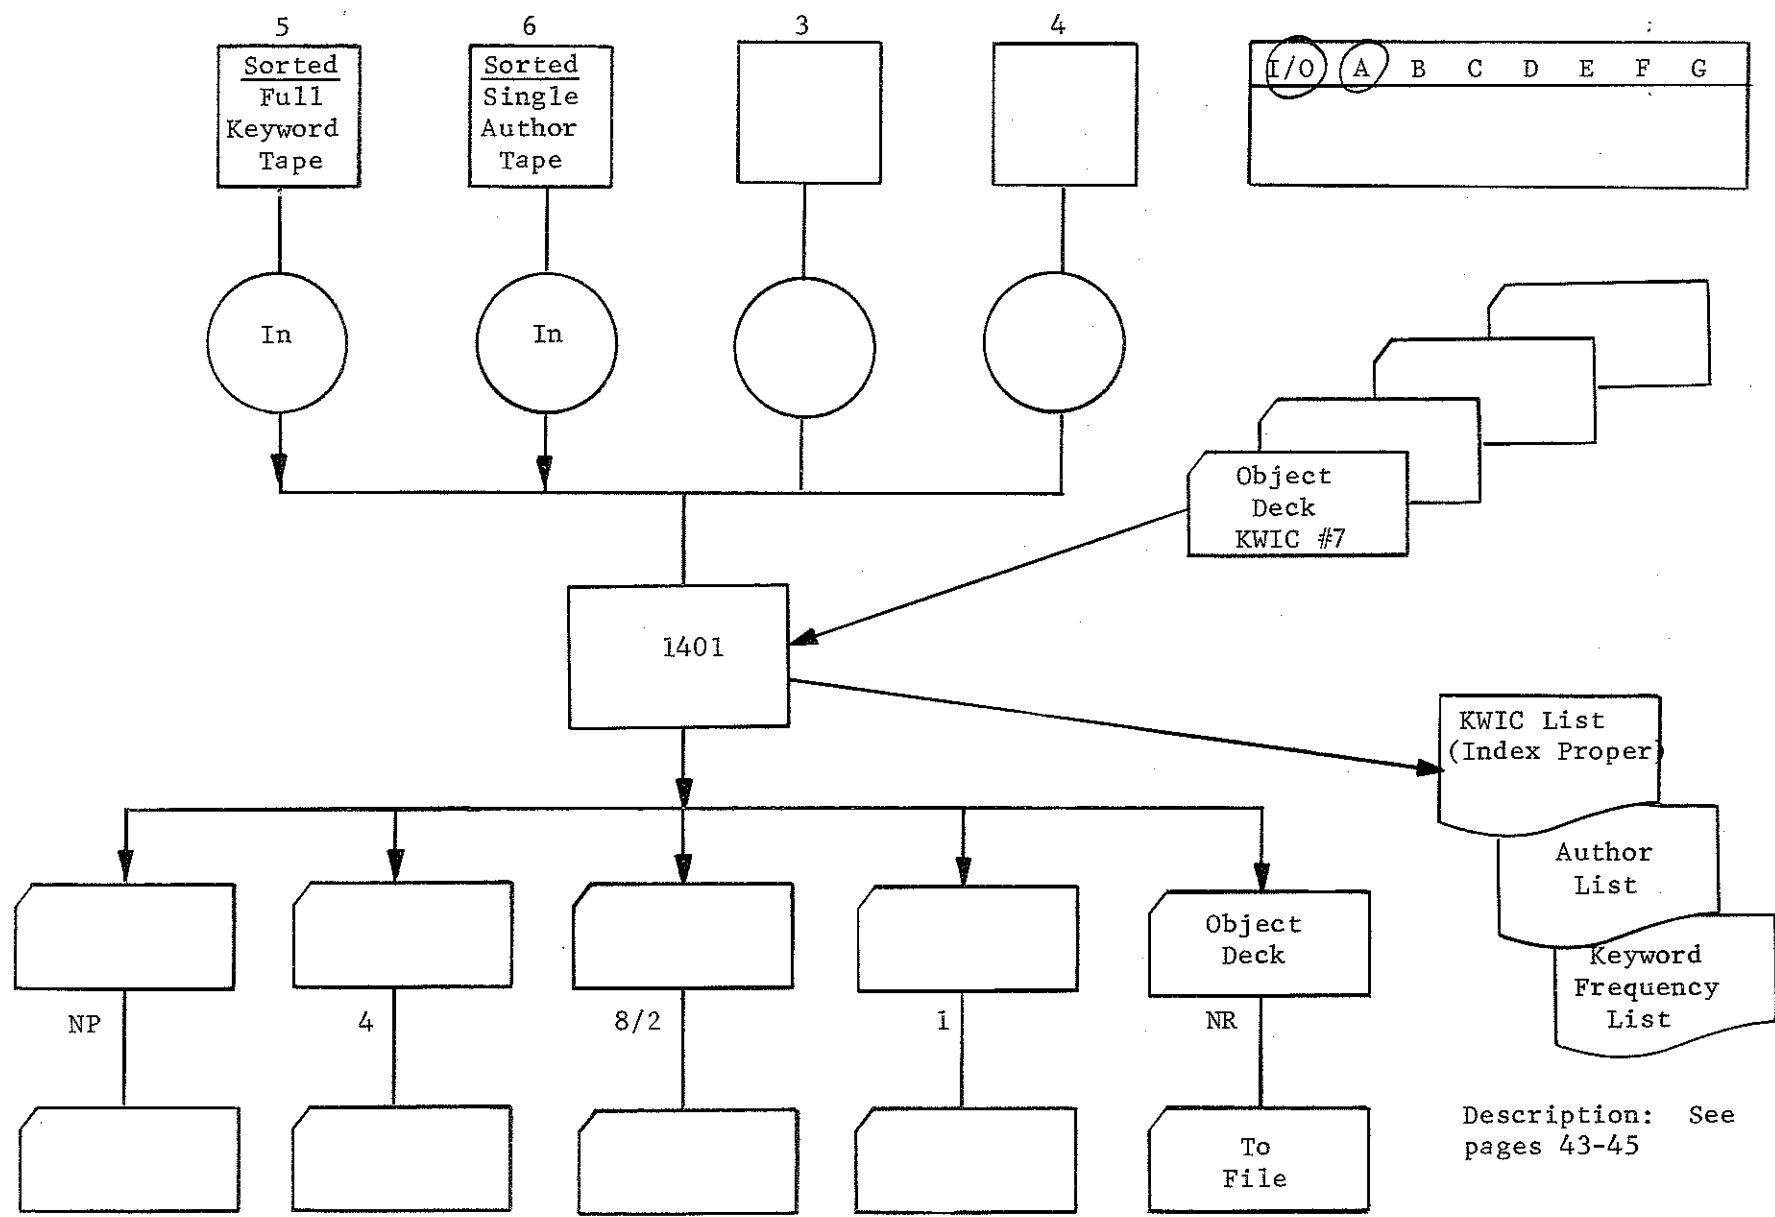 5
Sorted
Full
Keyword
Tape
6
Sorted
Single
Author
Tape
3
4
I/O A B C D E F G
In
In
Object
Deck
KWIC #7
1401
KWIC List
(Index Proper)
Author
List
Keyword
Frequency
List
Object
Deck
NP
4
8/2
1
NR
To
File
Description: See
pages 43-45